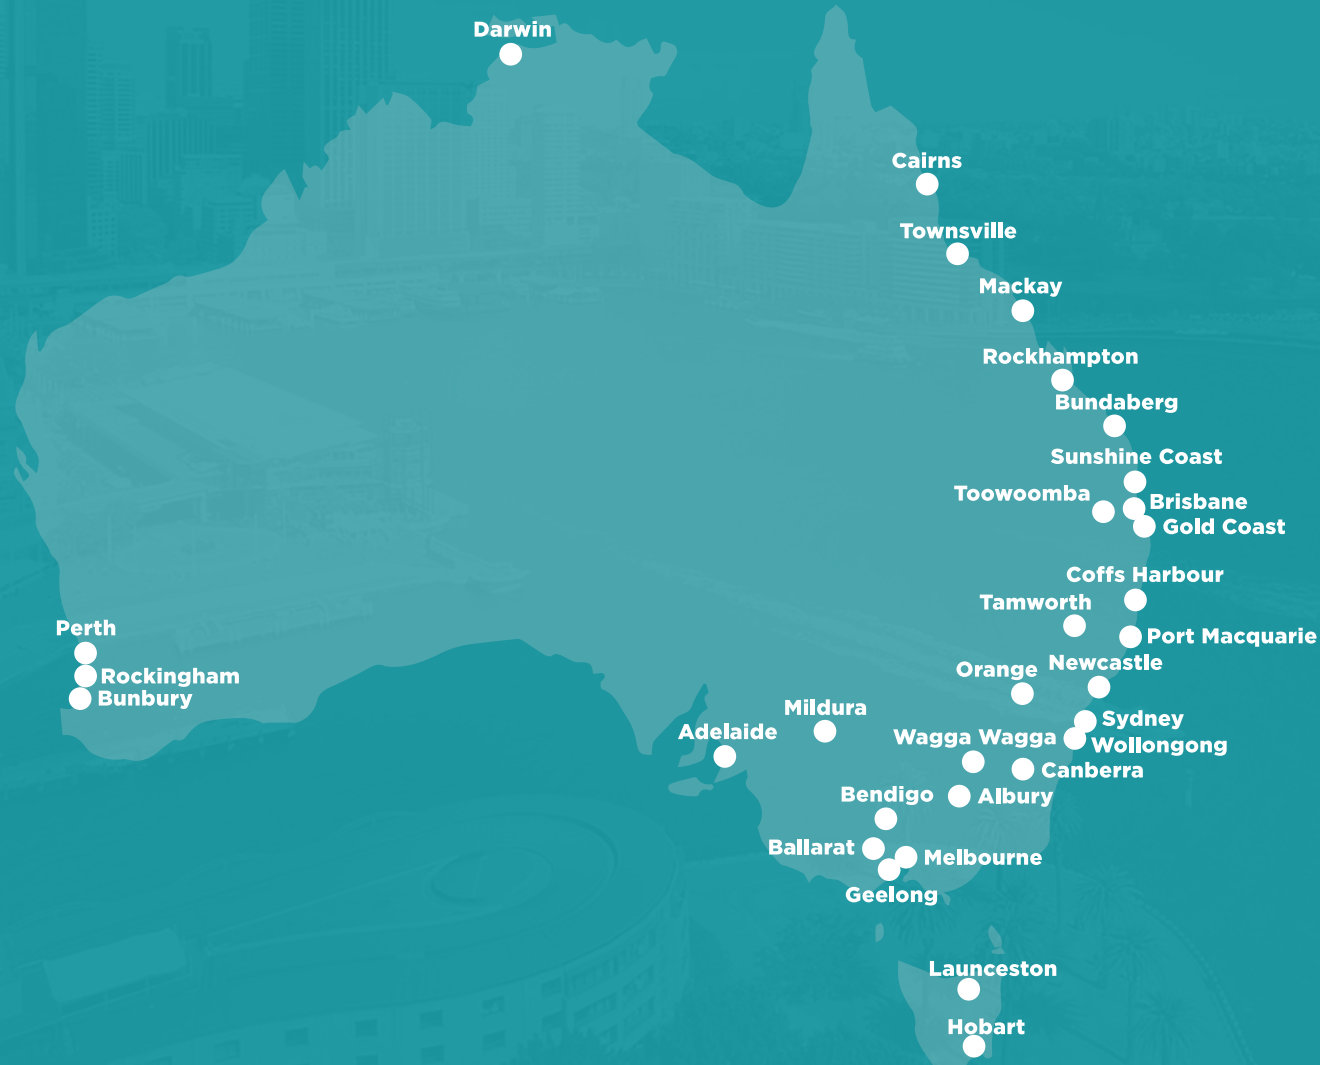 Darwin
Cairns
Townsville
Mackay
Rockhampton
Bundaberg
Sunshine Coast
Toowoomba
Brisbane
Gold Coast
Coffs Harbour
Tamworth
Perth
Port Macquarie
Newcastle
Orange
Rockingham
Bunbury
Mildura
Sydney
Adelaide
Wagga Wagga
Wollongong
Canberra
Bendigo
Albury
Ballarat
Melbourne
Geelong
Launceston
Hobart